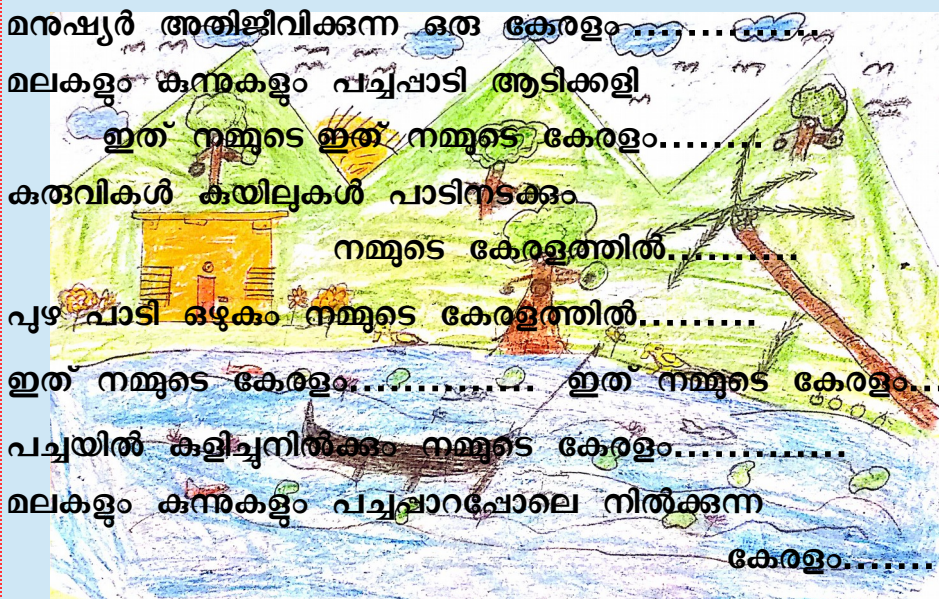 മനുഷ്യർ അതിജീവിക്കുന്ന ഒരു കേരളം ..............
മലകളും കുന്നുകളും പച്ചപ്പാടി ആടിക്കളി
ഇത് നമ്മുടെ ഇത് നമ്മുടെ കേരളം........
കുരുവികൾ കുയിലുകൾ പാടിനടക്കും
നമ്മുടെ കേരളത്തിൽ..........
പുഴ പാടി ഒഴുകും നമ്മുടെ കേരളത്തിൽ.........
ഇത് നമ്മുടെ കേരളം.............. ഇത് നമ്മുടെ കേരളം...
പച്ചയിൽ കുളിച്ചുനിൽക്കും നമ്മുടെ കേരളം.............
മലകളും കുന്നുകളും പച്ചപ്പാറപ്പോലെ നിൽക്കുന്ന
കേരളം.......